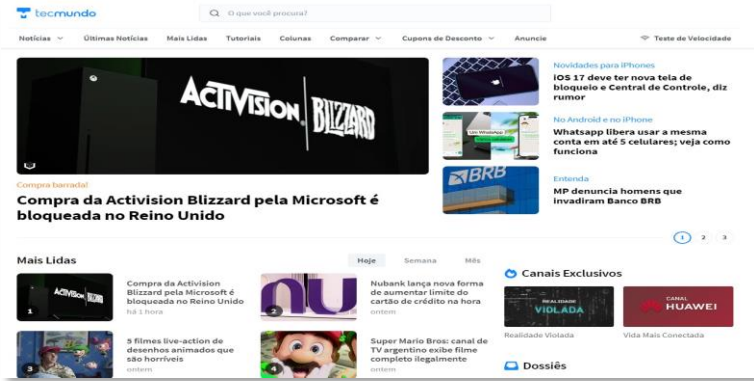 tecmundo
O que você procura?
Notícias
Últimas Notícias
Mais Lidas
Tutoriais
Colunas
Comparar
Cupons de Desconto
Anuncie
Teste de Velocidade
ACTIVISION BLIZZARD
Compra barrada!
Compra da Activision Blizzard pela Microsoft é
bloqueada no Reino Unido
Novidades para iPhones
iOS 17 deve ter nova tela de
bloqueio e Central de Controle, diz
rumor
No Android e no iPhone
Whatsapp libera usar a mesma
conta em até 5 celulares; veja como
funciona
BRB
Entenda
MP denuncia homens que
invadiram Banco BRB
1 2 3
Mais Lidas
Hoje
Semana
Mês
1
Compra da Activision
Blizzard pela Microsoft é
bloqueada no Reino Unido
há 1 hora
nu
2
Nubank lança nova forma
de aumentar limite do
cartão de crédito na hora
ontem
3
5 filmes live-action de
desenhos animados que
são horríveis
ontem
4
Super Mario Bros: canal de
TV argentino exibe filme
completo ilegalmente
ontem
Canais Exclusivos
REALIDADE
VIOLADA
Realidade Violada
CANAL
HUAWEI
Vida Mais Conectada
Dossiês